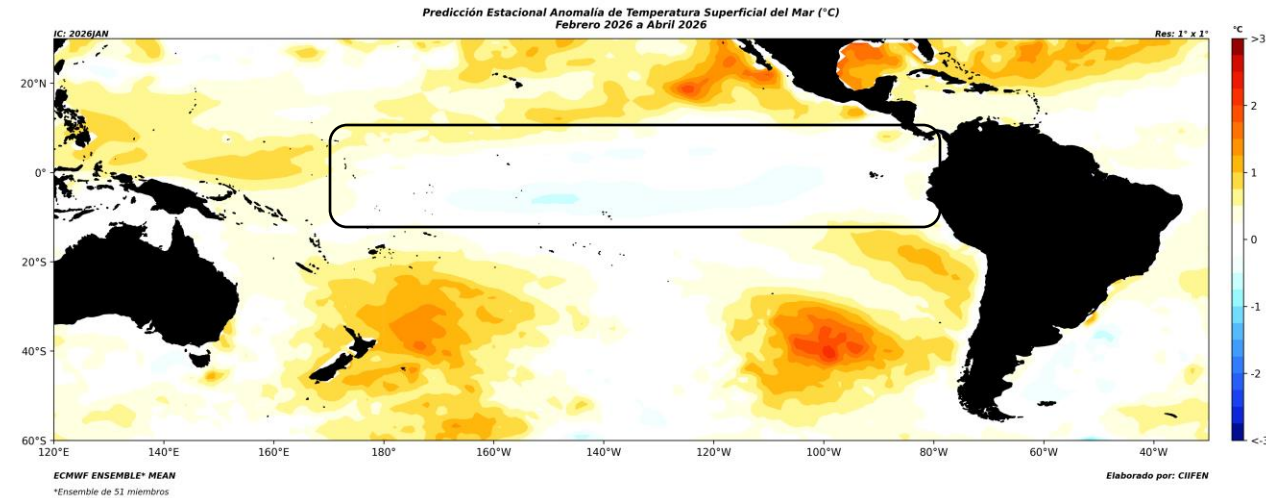 Predicción Estacional Anomalía de Temperatura Superficial del Mar (°C)
Febrero 2026 a Abril 2026
IC: 2026JAN
Res: 1° x 1°
°C
20°N
0°
20°S
40°S
60°S
120°E
140°E
160°E
180°
160°W
140°W
120°W
100°W
80°W
60°W
40°W
>3
2
1
0
-1
-2
<-3
ECMWF ENSEMBLE* MEAN
Elaborado por: CIIFEN
*Ensemble de 51 miembros